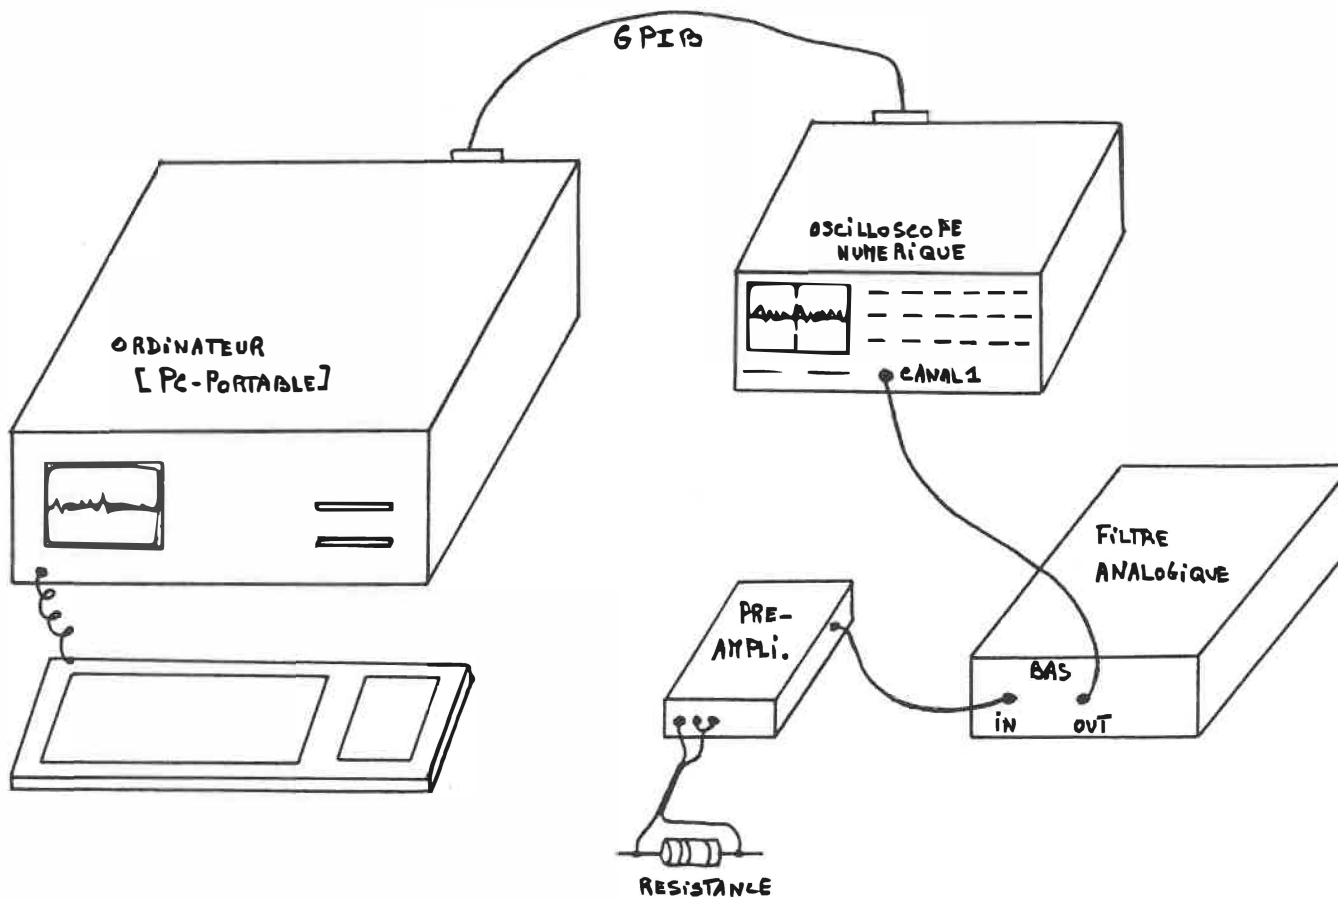 GPIB
OSCILLOSCOPE
NUMERIQUE
CANAL 1
ORDINATEUR
[PC-PORTABLE]
FILTRE
ANALOGIQUE
PRE-
AMPLI.
BAS
IN OUT
RESISTANCE